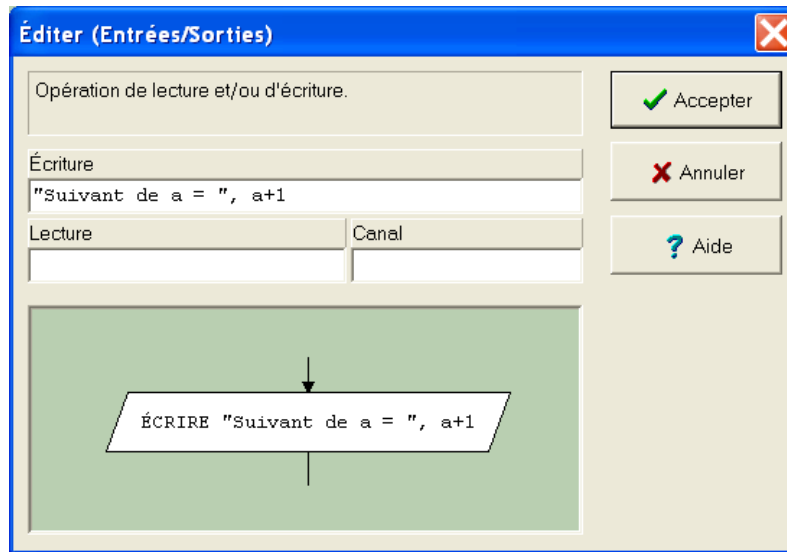 Éditer (Entrées/Sorties)
Opération de lecture et/ou d'écriture.
Accepter
Écriture
"Suivant de a = ", a+1
Annuler
Lecture
Canal
Aide
ÉCRIRE "Suivant de a = ", a+1